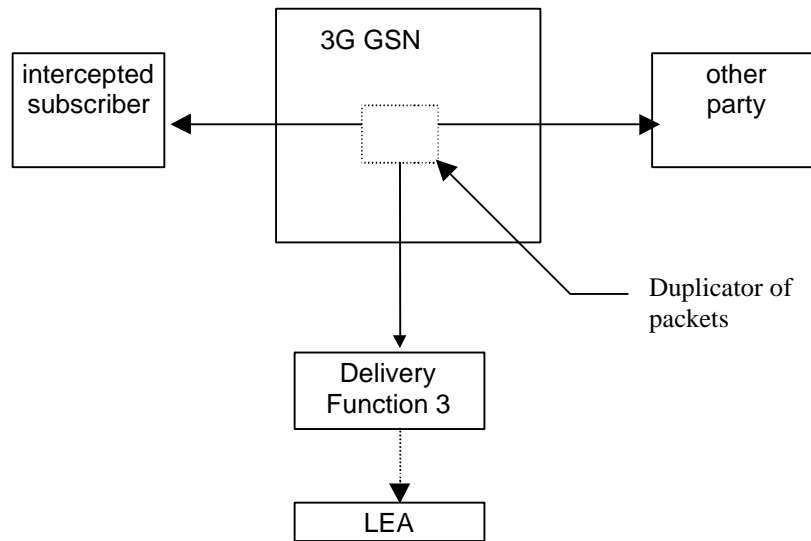 3G GSN
intercepted
subscriber
other
party
Duplicator of
packets
Delivery
Function 3
LEA